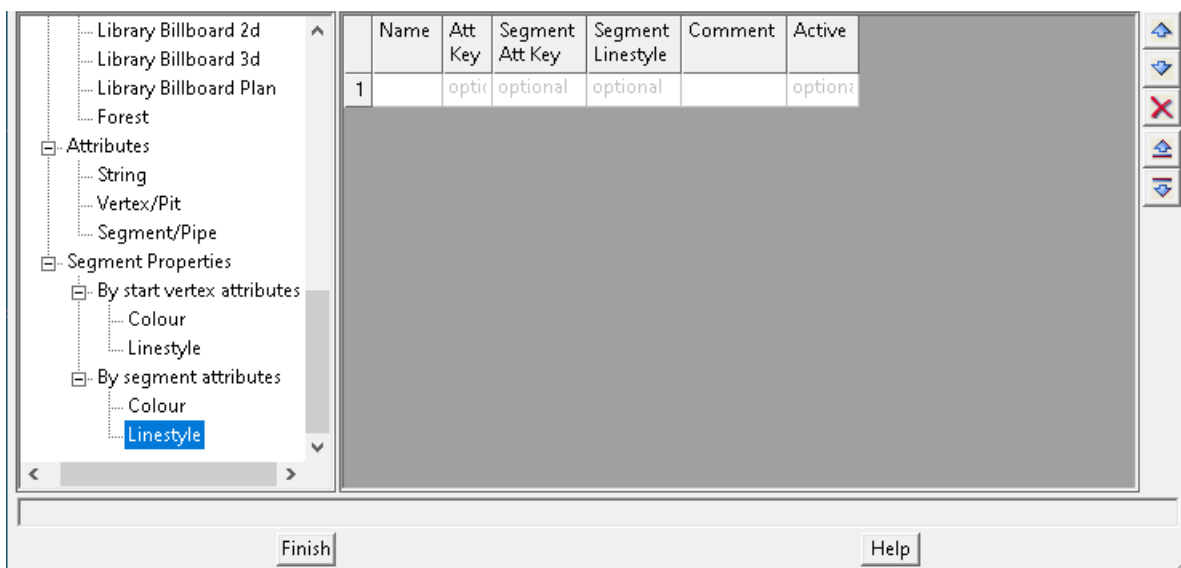 Library Billboard 2d
Library Billboard 3d
Library Billboard Plan
Forest
Attributes
String
Vertex/Pit
Segment/Pipe
Segment Properties
By start vertex attributes
Colour
Linestyle
By segment attributes
Colour
Linestyle
Name Att Key Segment Att Key Segment Linestyle Comment Active
1 optic optional optional optiona
Finish Help